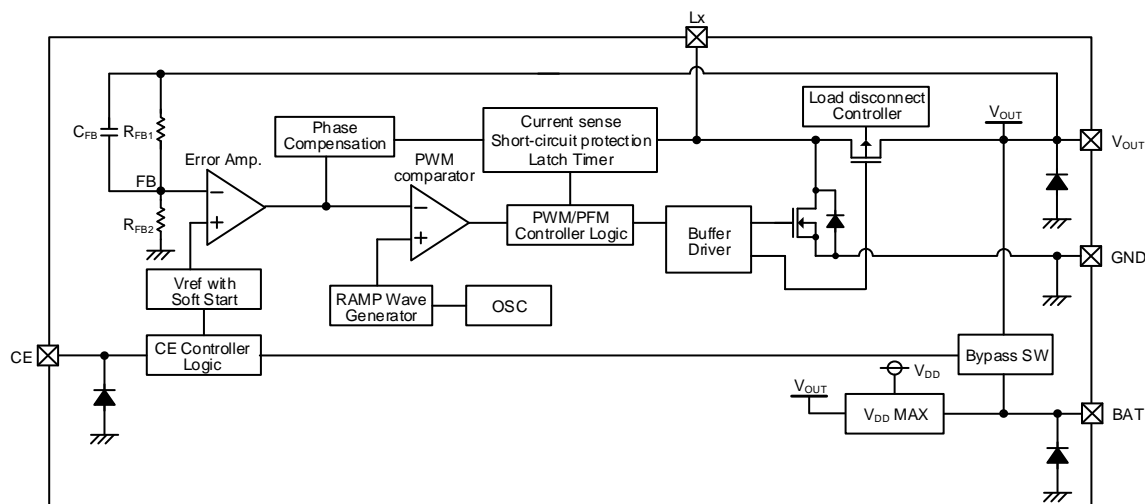 Lx
Load disconnect
Controller
VOUT
VOUT
CFB
RFB1
Phase
Compensation
Current sense
Short-circuit protection
Latch Timer
Error Amp.
PWM
comparator
FB
RFB2
PWM/PFM
Controller Logic
Buffer
Driver
GND
Vref with
Soft Start
RAMP Wave
Generator
OSC
CE
CE Controller
Logic
Bypass SW
VDD
VOUT
VDD MAX
BAT